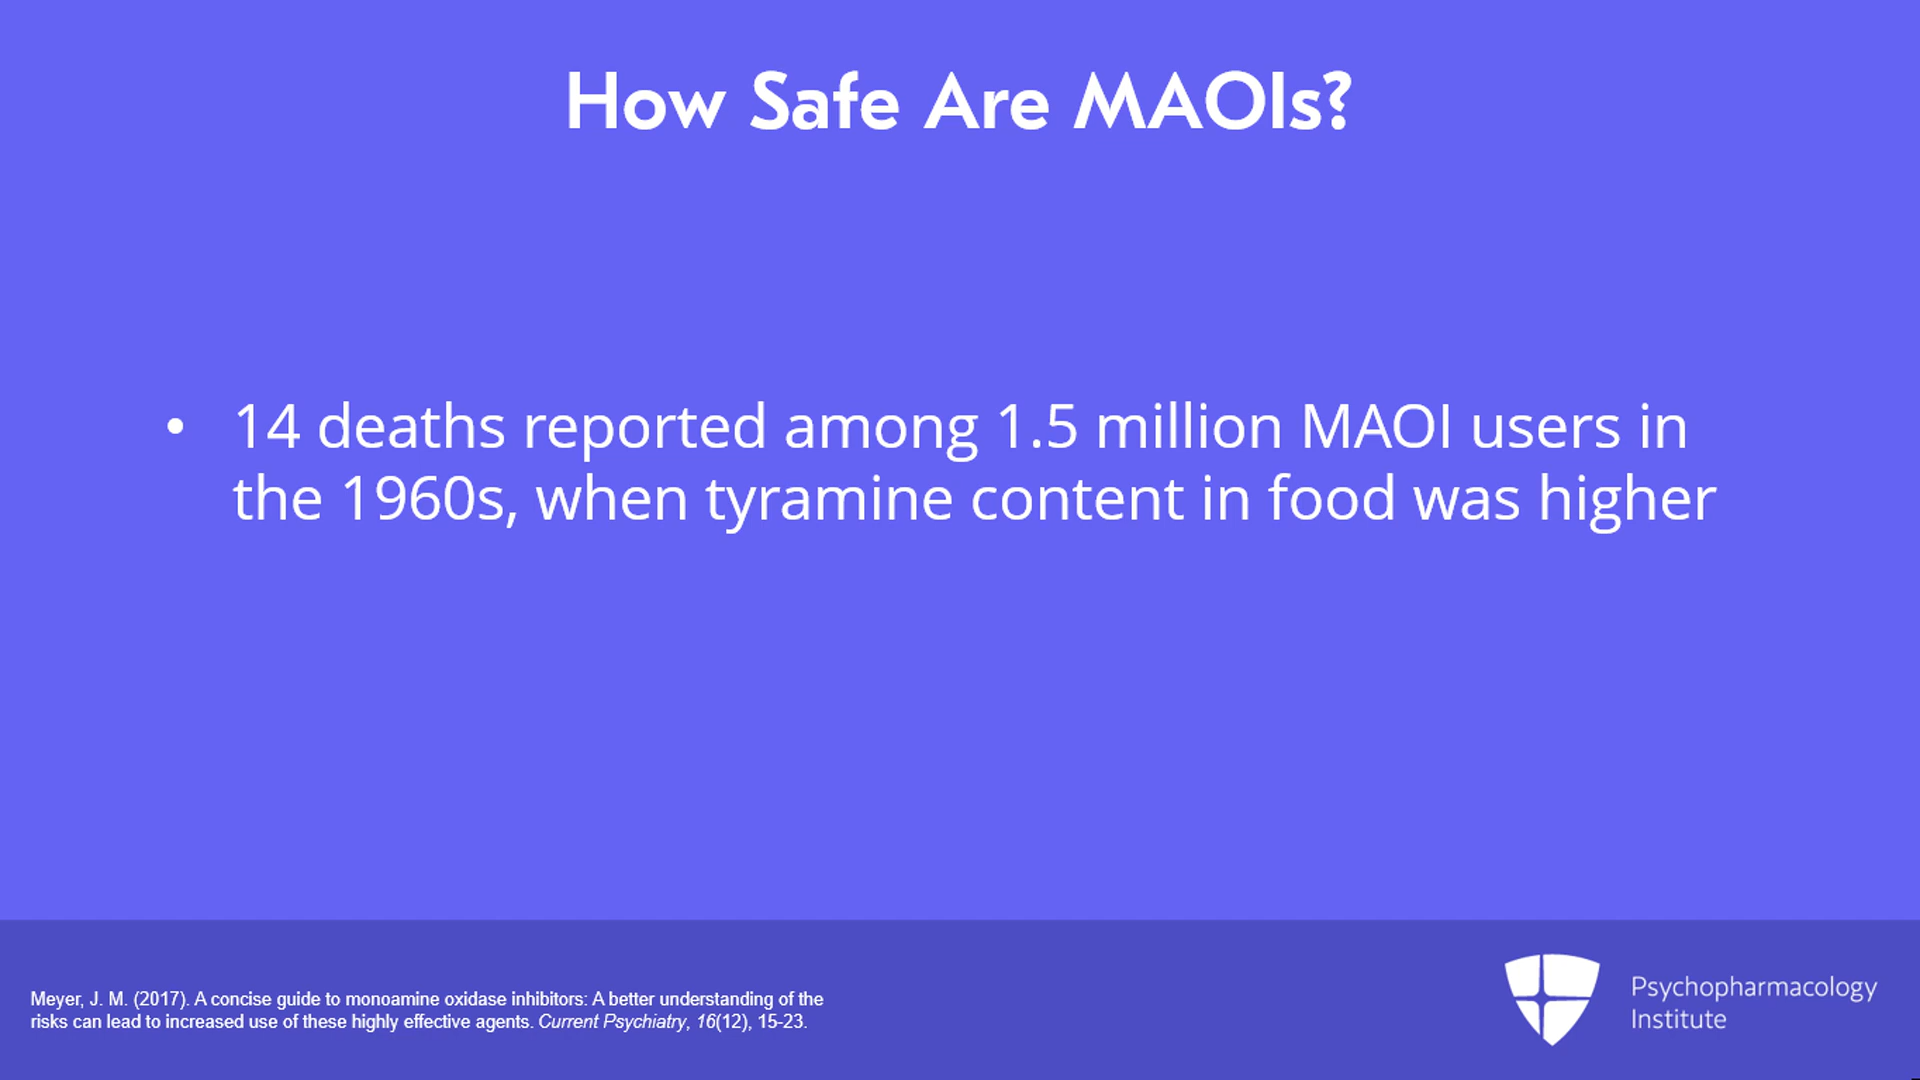 How Safe Are MAOIs?
• 14 deaths reported among 1.5 million MAOI users in
the 1960s, when tyramine content in food was higher
Meyer, J. M. (2017). A concise guide to monoamine oxidase inhibitors: A better understanding of the
risks can lead to increased use of these highly effective agents. Current Psychiatry, 16(12), 15-23.
Psychopharmacology
Institute